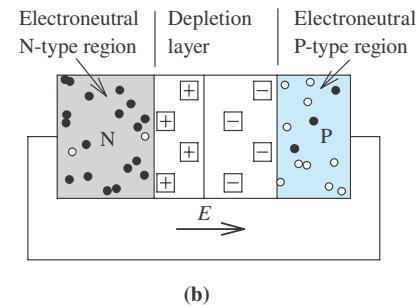 Electroneutral
N-type region
Depletion
layer
Electroneutral
P-type region
N
+ −
+ −
+ −
+ −
P
E
(b)